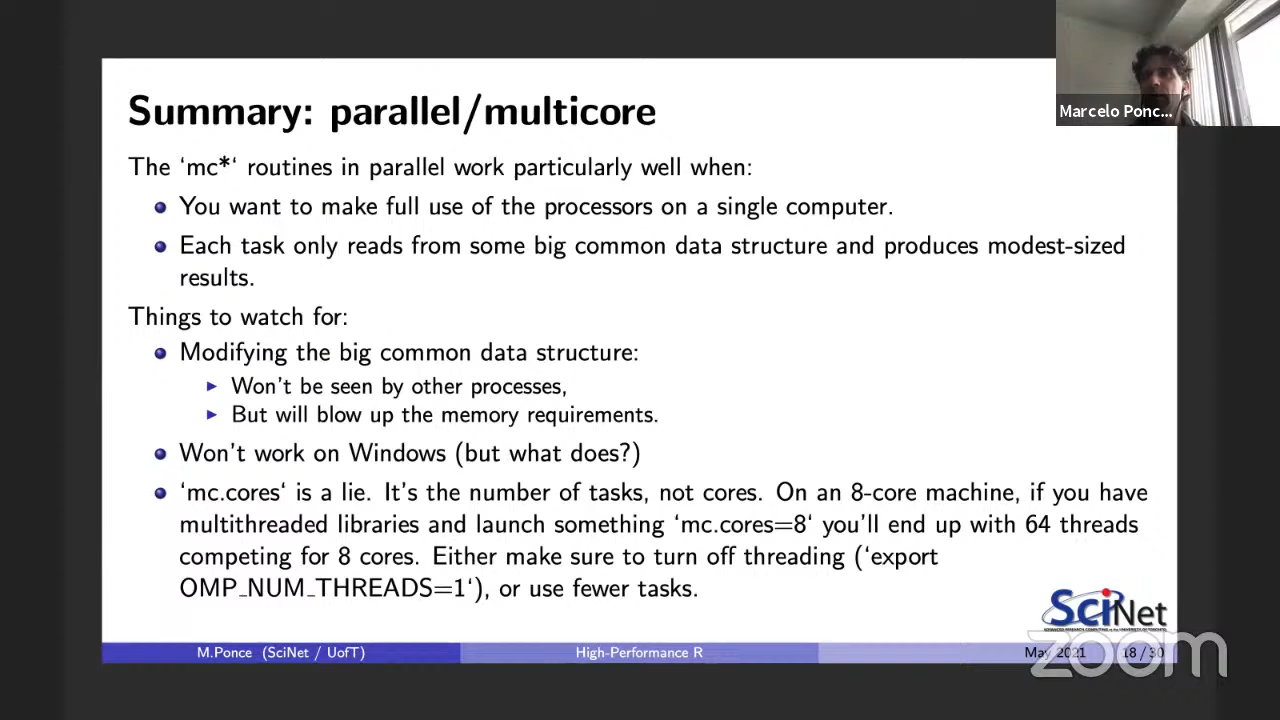 Marcelo Ponc...
Summary: parallel/multicore
The ‘mc*‘ routines in parallel work particularly well when:
You want to make full use of the processors on a single computer.
Each task only reads from some big common data structure and produces modest-sized
results.
Things to watch for:
Modifying the big common data structure:
Won't be seen by other processes,
But will blow up the memory requirements.
Won't work on Windows (but what does?)
‘mc.cores‘ is a lie. It's the number of tasks, not cores. On an 8-core machine, if you have
multithreaded libraries and launch something ‘mc.cores=8‘ you'll end up with 64 threads
competing for 8 cores. Either make sure to turn off threading (‘export
OMP_NUM_THREADS=1‘), or use fewer tasks.
SciNet
M.Ponce (SciNet / UofT)
High-Performance R
May 2021
18 / 30
zoom